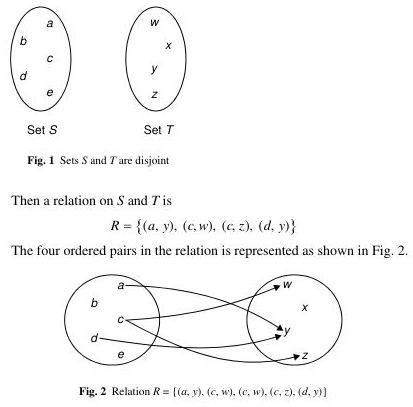 a
w
b
x
c
y
d
e
z
Set S
Set T
Fig. 1 Sets S and T are disjoint
Then a relation on S and T is
R = {(a, y), (c, w), (c, z), (d, y)}
The four ordered pairs in the relation is represented as shown in Fig. 2.
a
w
b
x
c
y
d
e
z
Fig. 2 Relation R = {(a, y), (c, w), (c, w), (c, z), (d, y)}